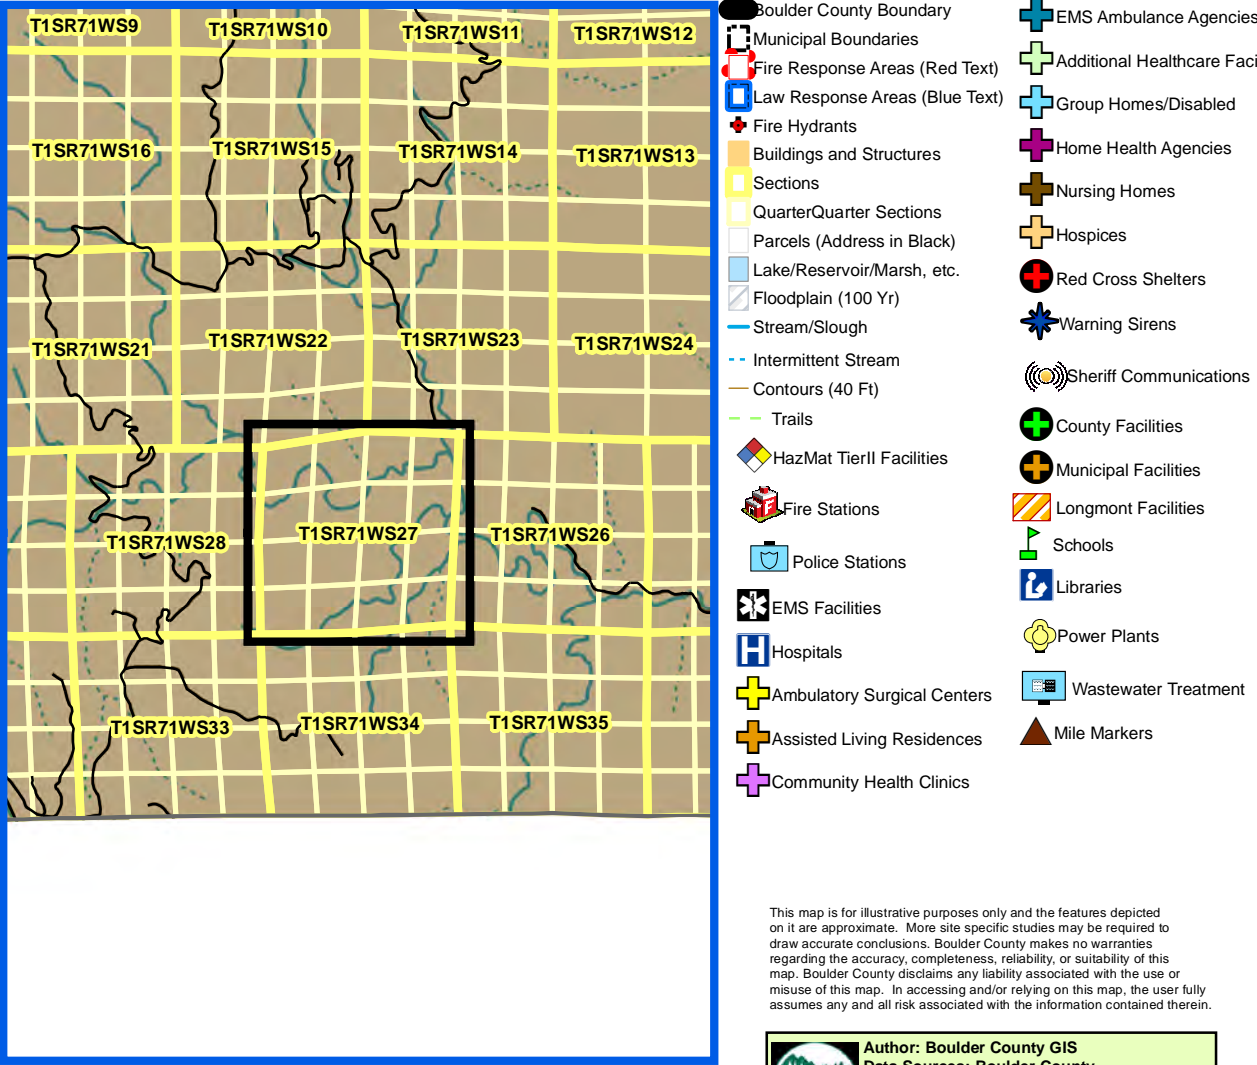 T1SR71WS9
T1SR71WS10
T1SR71WS11
T1SR71WS12
T1SR71WS16
T1SR71WS15
T1SR71WS14
T1SR71WS13
T1SR71WS21
T1SR71WS22
T1SR71WS23
T1SR71WS24
T1SR71WS28
T1SR71WS27
T1SR71WS26
T1SR71WS33
T1SR71WS34
T1SR71WS35
Boulder County Boundary
Municipal Boundaries
Fire Response Areas (Red Text)
Law Response Areas (Blue Text)
Fire Hydrants
Buildings and Structures
Sections
QuarterQuarter Sections
Parcels (Address in Black)
Lake/Reservoir/Marsh, etc.
Floodplain (100 Yr)
Stream/Slough
Intermittent Stream
Contours (40 Ft)
Trails
HazMat TierII Facilities
Fire Stations
Police Stations
EMS Facilities
H Hospitals
Ambulatory Surgical Centers
Assisted Living Residences
Community Health Clinics
EMS Ambulance Agencies
Additional Healthcare Faci
Group Homes/Disabled
Home Health Agencies
Nursing Homes
Hospices
Red Cross Shelters
Warning Sirens
Sheriff Communications
County Facilities
Municipal Facilities
Longmont Facilities
Schools
Libraries
Power Plants
Wastewater Treatment
Mile Markers
This map is for illustrative purposes only and the features depicted
on it are approximate. More site specific studies may be required to
draw accurate conclusions. Boulder County makes no warranties
regarding the accuracy, completeness, reliability, or suitability of this
map. Boulder County disclaims any liability associated with the use or
misuse of this map. In accessing and/or relying on this map, the user fully
assumes any and all risk associated with the information contained therein.
Author: Boulder County GIS
Data Sources: Boulder County